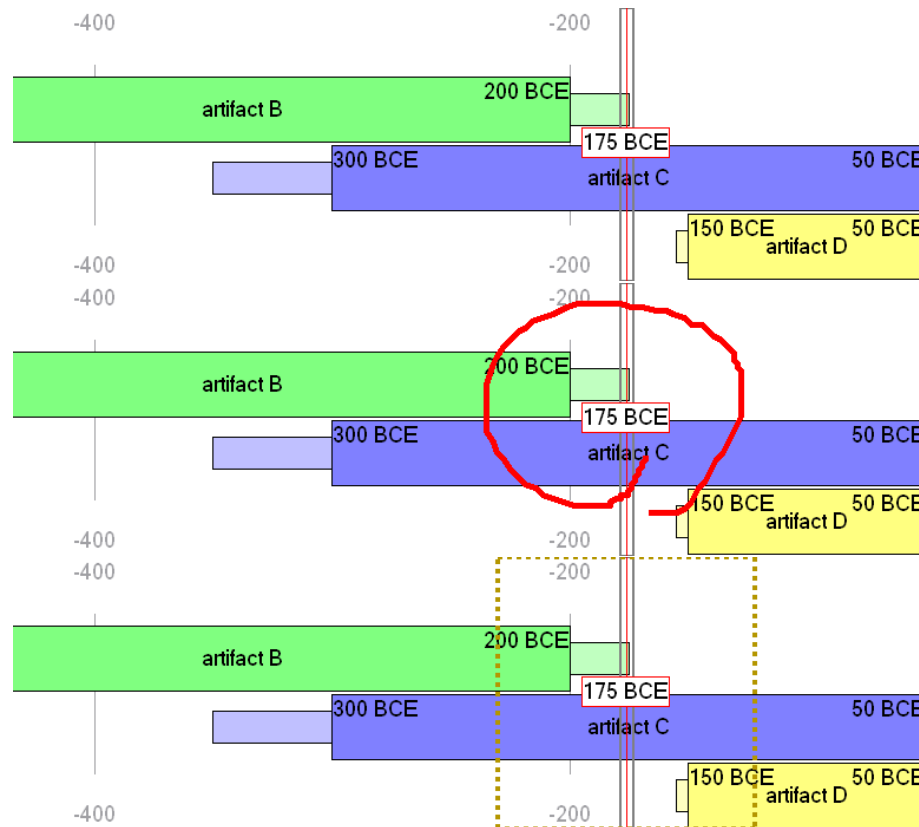 -400 -200
200 BCE
artifact B
175 BCE
300 BCE 50 BCE
artifact C
150 BCE 50 BCE
artifact D
-400 -200
-400 -200
200 BCE
artifact B
175 BCE
300 BCE 50 BCE
artifact C
150 BCE 50 BCE
artifact D
-400 -200
-400 -200
200 BCE
artifact B
175 BCE
300 BCE 50 BCE
artifact C
150 BCE 50 BCE
artifact D
-400 -200